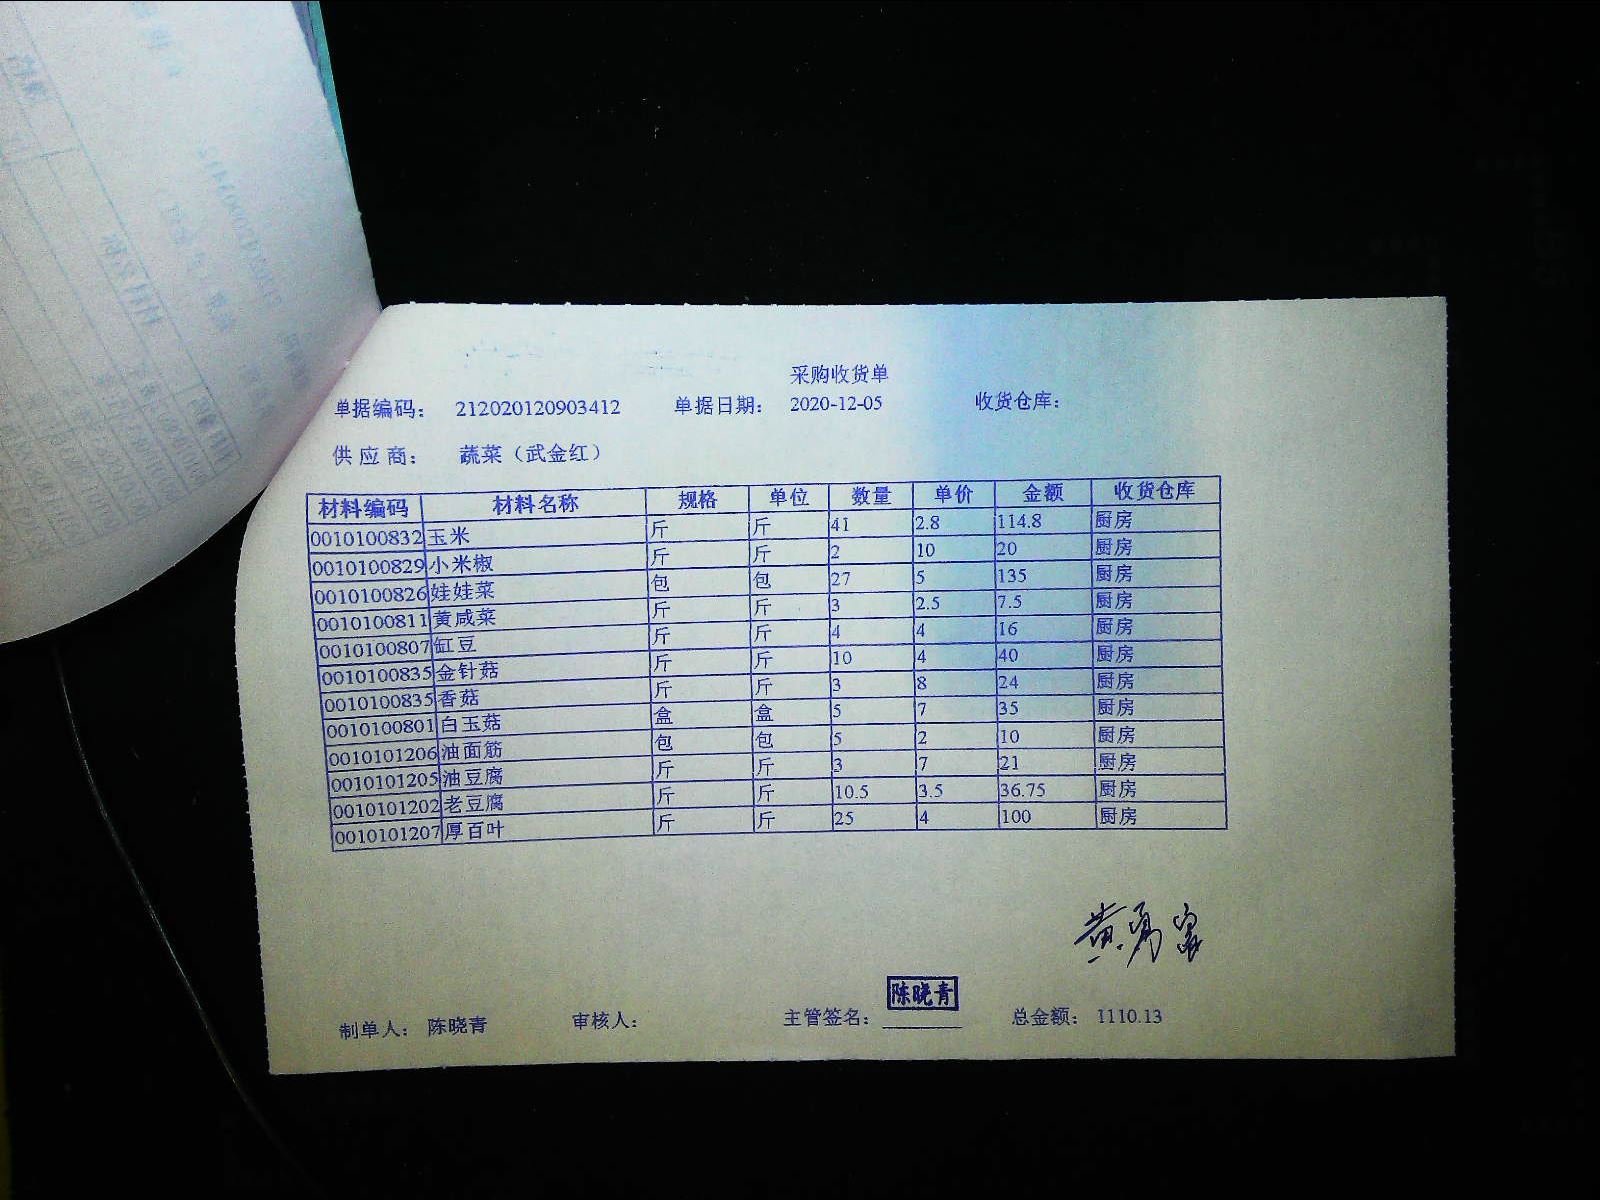 采购收货单
单据编码： 212020120903412 单据日期： 2020-12-05 收货仓库：
供 应 商： 蔬菜（武金红）
材料编码 材料名称 规格 单位 数量 单价 金额 收货仓库
0010100832 玉米 斤 斤 41 2.8 114.8 厨房
0010100829 小米椒 斤 斤 2 10 20 厨房
0010100826 娃娃菜 包 包 27 5 135 厨房
0010100811 黄咸菜 斤 斤 3 2.5 7.5 厨房
0010100807 缸豆 斤 斤 4 4 16 厨房
0010100835 金针菇 斤 斤 10 4 40 厨房
0010100835 香菇 斤 斤 3 8 24 厨房
0010100801 白玉菇 盒 盒 5 7 35 厨房
0010101206 油面筋 包 包 5 2 10 厨房
0010101205 油豆腐 斤 斤 3 7 21 厨房
0010101202 老豆腐 斤 斤 10.5 3.5 36.75 厨房
0010101207 厚百叶 斤 斤 25 4 100 厨房
陈晓青
制单人： 陈晓青 审核人： 主管签名： 总金额： 1110.13